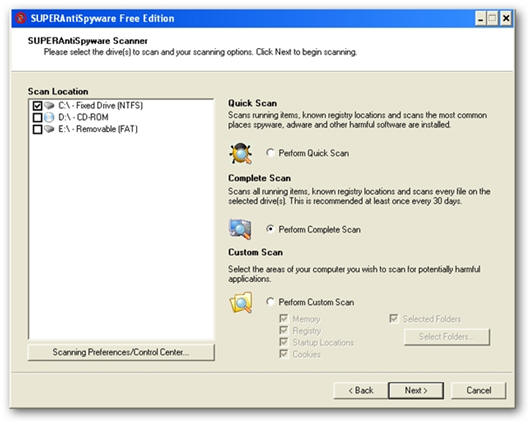 SUPERAntiSpyware Free Edition
SUPERAntiSpyware Scanner
Please select the drive(s) to scan and your scanning options. Click Next to begin scanning.
Scan Location
C:\ - Fixed Drive (NTFS)
D:\ - CD-ROM
E:\ - Removable (FAT)
Scanning Preferences/Control Center...
Quick Scan
Scans running items, known registry locations and scans the most common
places spyware, adware and other harmful software are installed.
Perform Quick Scan
Complete Scan
Scans all running items, known registry locations and scans every file on the
selected drive(s). This is recommended at least once every 30 days.
Perform Complete Scan
Custom Scan
Select the areas of your computer you wish to scan for potentially harmful
applications.
Perform Custom Scan
Memory
Registry
Startup Locations
Cookies
Selected Folders
Select Folders...
< Back
Next >
Cancel